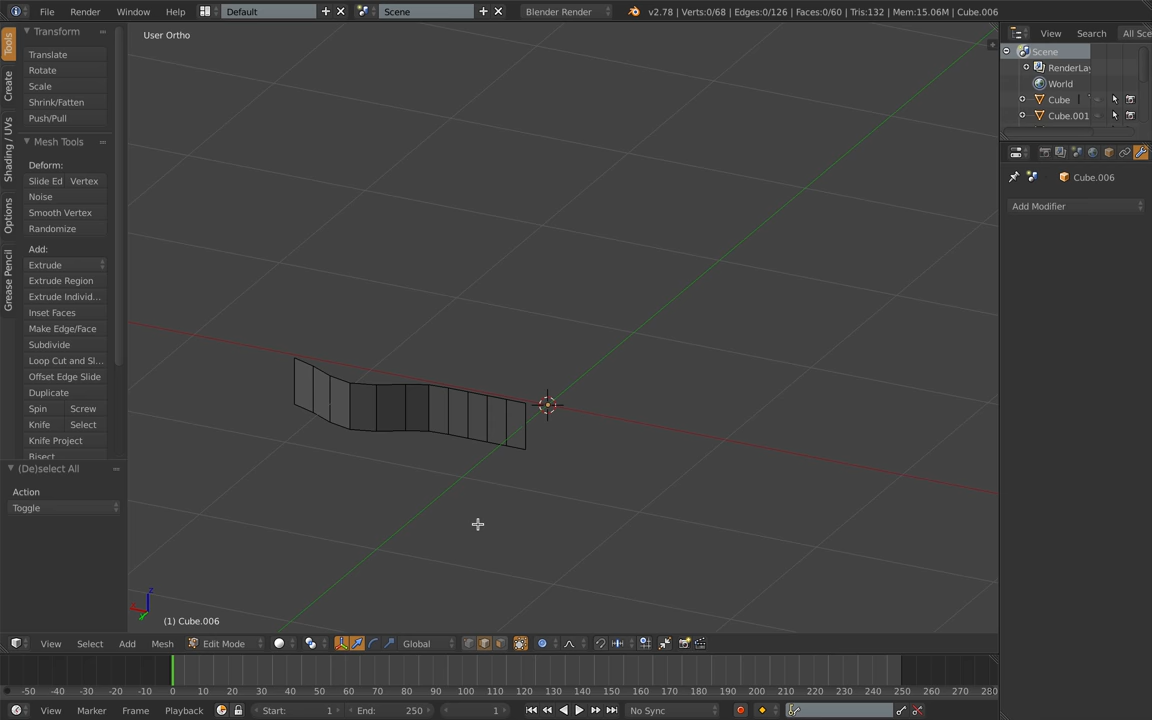 File Render Window Help Default Scene Blender Render v2.78 | Verts:0/68 | Edges:0/126 | Faces:0/60 | Tris:132 | Mem:15.06M | Cube.006
Tools
Create
Shading / UVs
Options
Grease Pencil
Transform
Translate
Rotate
Scale
Shrink/Fatten
Push/Pull
Mesh Tools
Deform:
Slide Ed Vertex
Noise
Smooth Vertex
Randomize
Add:
Extrude
Extrude Region
Extrude Individ...
Inset Faces
Make Edge/Face
Subdivide
Loop Cut and Sl...
Offset Edge Slide
Duplicate
Spin Screw
Knife Select
Knife Project
Bisect
(De)select All
Action
Toggle
User Ortho
(1) Cube.006
View Search All Sce
Scene
RenderLay
World
Cube
Cube.001
Cube.006
Add Modifier
View Select Add Mesh Edit Mode Global
-50 -40 -30 -20 -10 0 10 20 30 40 50 60 70 80 90 100 110 120 130 140 150 160 170 180 190 200 210 220 230 240 250 260 270 280
View Marker Frame Playback Start: 1 End: 250 1 No Sync